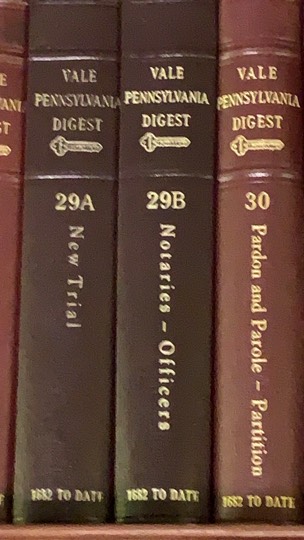 VALE
PENNSYLVANIA
DIGEST
29A
New Trial
1682 TO DATE
VALE
PENNSYLVANIA
DIGEST
29B
Notaries – Officers
1682 TO DATE
VALE
PENNSYLVANIA
DIGEST
30
Pardon and Parole – Partition
1682 TO DATE